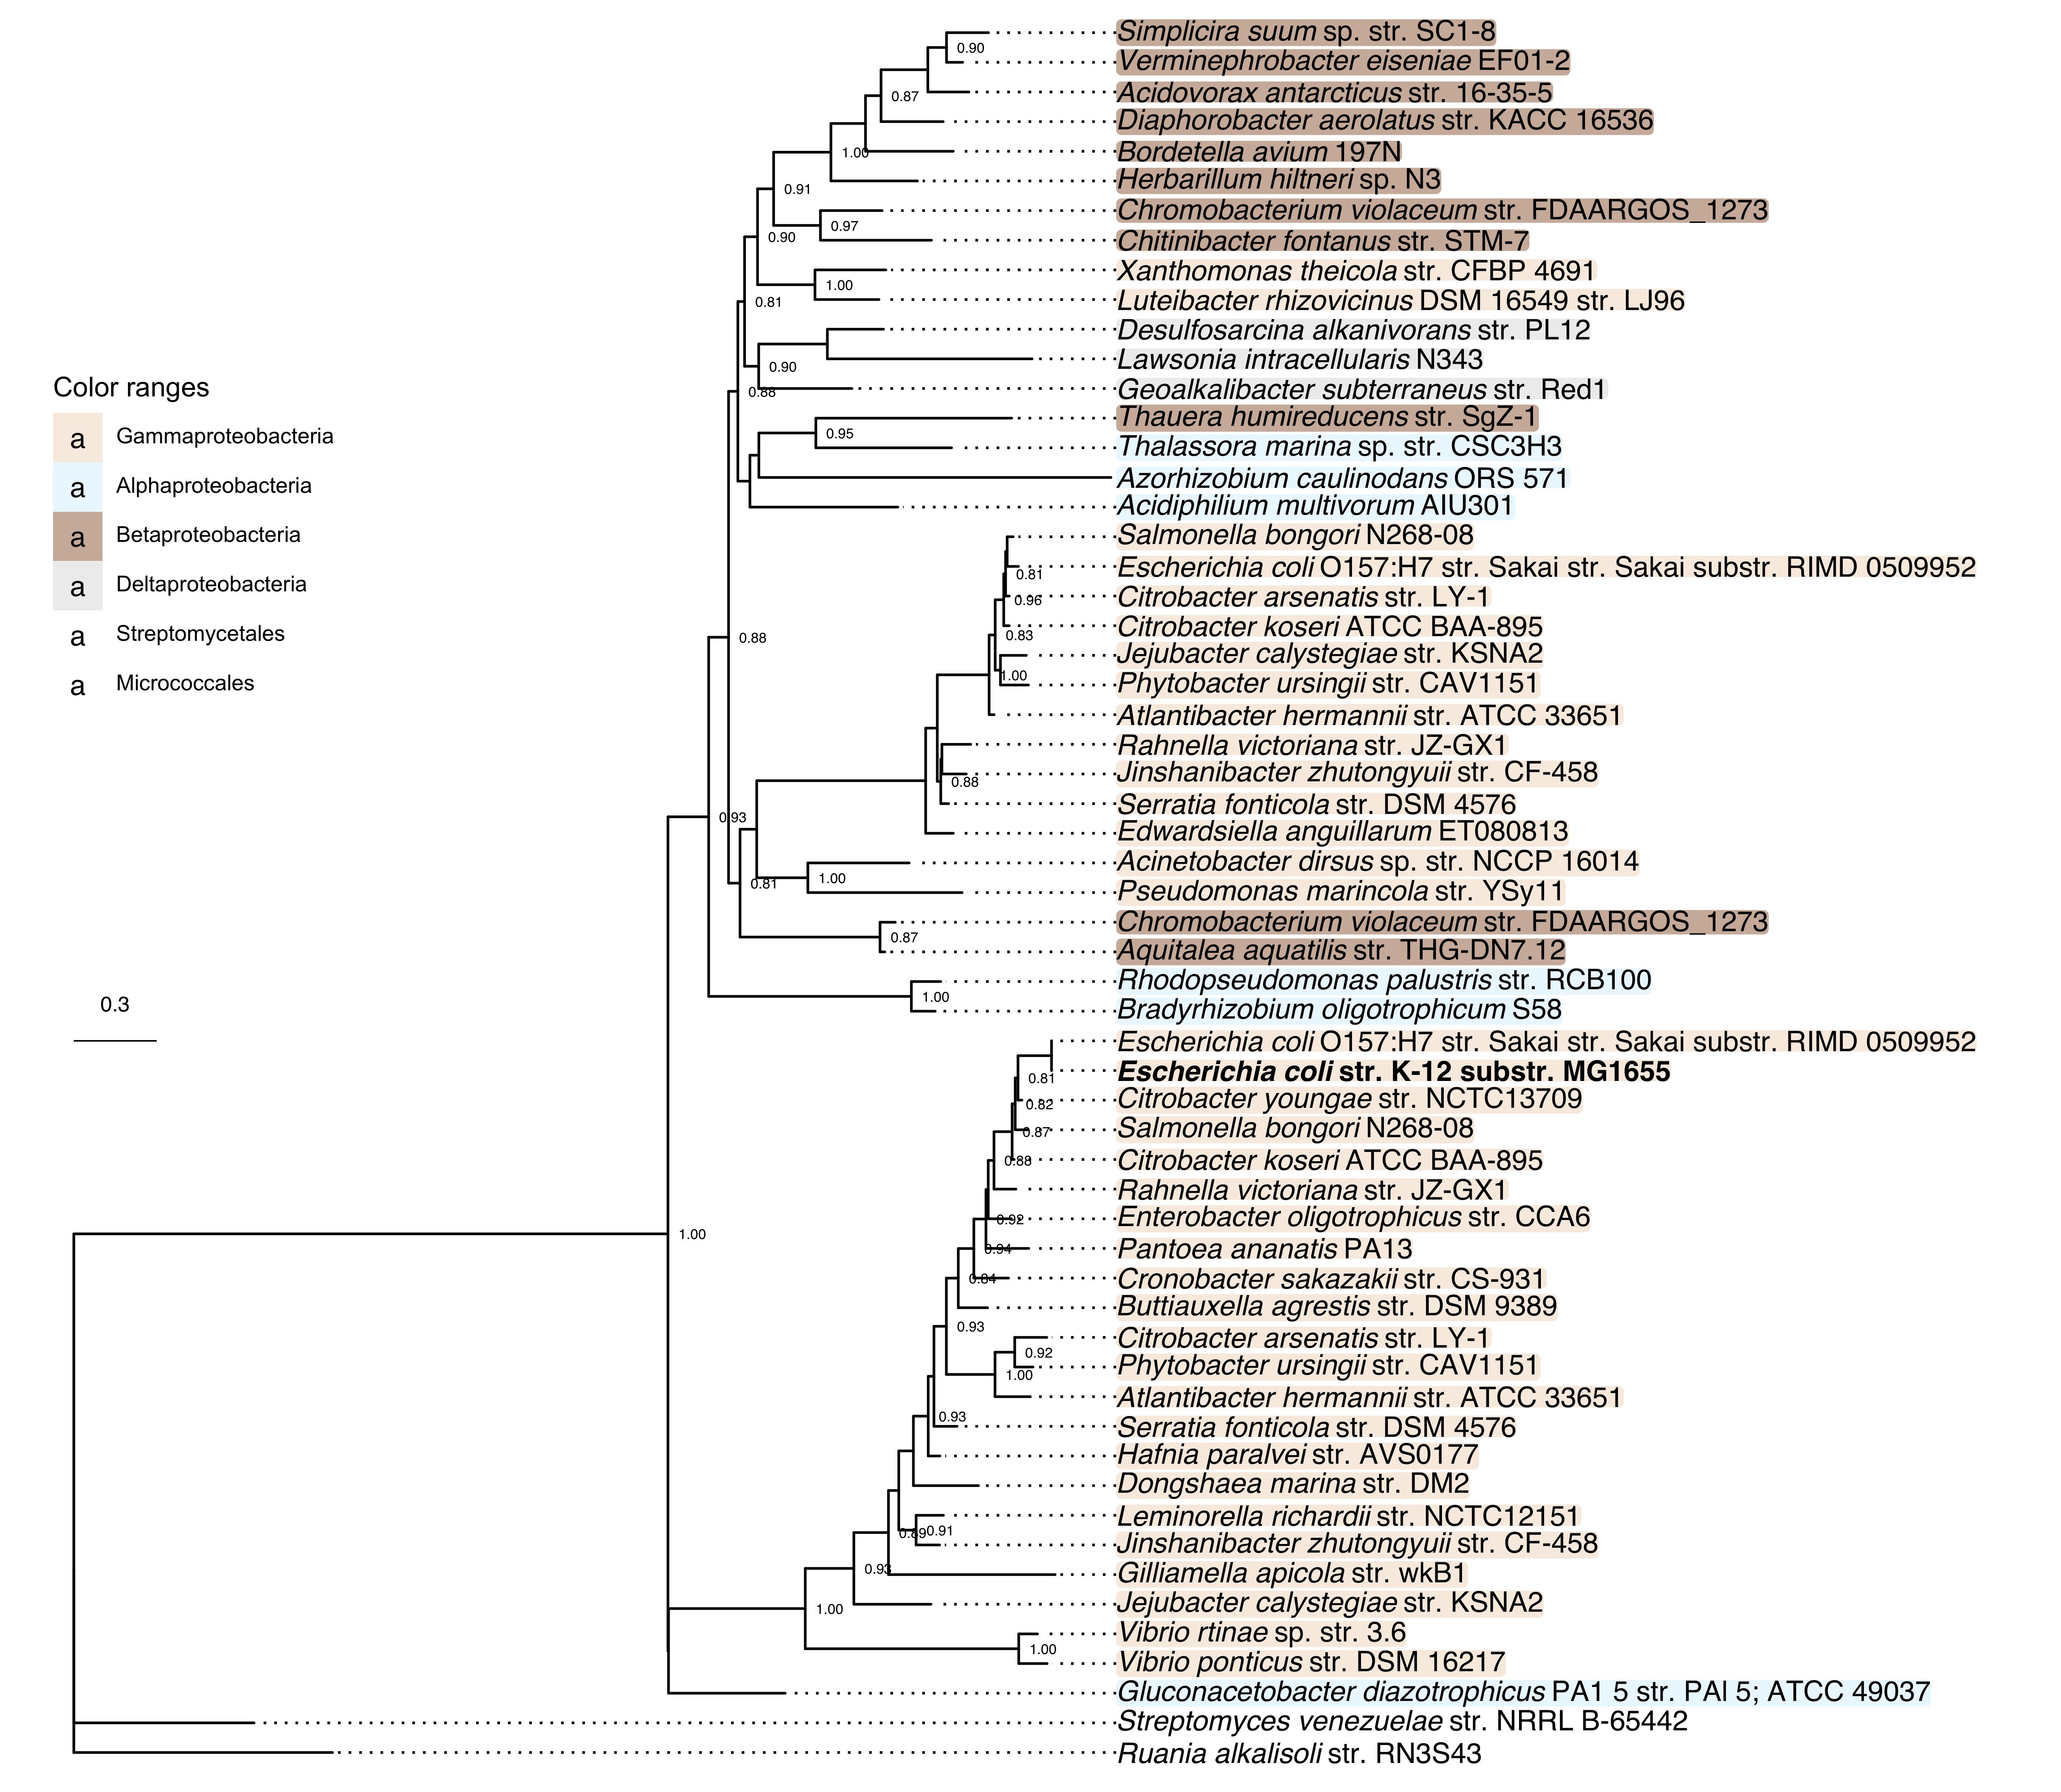 Simplicira suum sp. str. SC1-8
0.90
Verminephrobacter eiseniae EF01-2
Acidovorax antarcticus str. 16-35-5
0.87
Diaphorobacter aerolatus str. KACC 16536
Bordetella avium 197N
1.00
Herbarillum hiltneri sp. N3
0.91
Chromobacterium violaceum str. FDAARGOS_1273
0.97
Chitinibacter fontanus str. STM-7
0.90
Xanthomonas theicola str. CFBP 4691
1.00
Luteibacter rhizovicinus DSM 16549 str. LJ96
0.81
Desulfosarcina alkanivorans str. PL12
Lawsonia intracellularis N343
0.90
Geoalkalibacter subterraneus str. Red1
0.88
Thauera humireducens str. SgZ-1
0.95
Thalassora marina sp. str. CSC3H3
Azorhizobium caulinodans ORS 571
Acidiphilium multivorum AIU301
Color ranges
a Gammaproteobacteria
a Alphaproteobacteria
a Betaproteobacteria
a Deltaproteobacteria
a Streptomycetales
a Micrococcales
Salmonella bongori N268-08
Escherichia coli O157:H7 str. Sakai str. Sakai substr. RIMD 0509952
0.81
Citrobacter arsenatis str. LY-1
0.96
Citrobacter koseri ATCC BAA-895
0.83
0.88
Jejubacter calystegiae str. KSNA2
1.00
Phytobacter ursingii str. CAV1151
Atlantibacter hermannii str. ATCC 33651
Rahnella victoriana str. JZ-GX1
Jinshanibacter zhutongyuii str. CF-458
0.88
Serratia fonticola str. DSM 4576
0.93
Edwardsiella anguillarum ET080813
Acinetobacter dirsus sp. str. NCCP 16014
1.00
0.81
Pseudomonas marincola str. YSy11
Chromobacterium violaceum str. FDAARGOS_1273
0.87
Aquitalea aquatilis str. THG-DN7.12
Rhodopseudomonas palustris str. RCB100
1.00
Bradyrhizobium oligotrophicum S58
0.3
Escherichia coli O157:H7 str. Sakai str. Sakai substr. RIMD 0509952
Escherichia coli str. K-12 substr. MG1655
0.81
Citrobacter youngae str. NCTC13709
0.82
Salmonella bongori N268-08
0.87
Citrobacter koseri ATCC BAA-895
0.88
Rahnella victoriana str. JZ-GX1
Enterobacter oligotrophicus str. CCA6
0.92
1.00
Pantoea ananatis PA13
0.94
Cronobacter sakazakii str. CS-931
0.84
Buttiauxella agrestis str. DSM 9389
0.93
Citrobacter arsenatis str. LY-1
0.92
Phytobacter ursingii str. CAV1151
1.00
Atlantibacter hermannii str. ATCC 33651
0.93
Serratia fonticola str. DSM 4576
Hafnia paralvei str. AVS0177
Dongshaea marina str. DM2
Leminorella richardii str. NCTC12151
0.89
0.91
Jinshanibacter zhutongyuii str. CF-458
0.93
Gilliamella apicola str. wkB1
Jejubacter calystegiae str. KSNA2
1.00
Vibrio rtinae sp. str. 3.6
1.00
Vibrio ponticus str. DSM 16217
Gluconacetobacter diazotrophicus PA1 5 str. PAl 5; ATCC 49037
Streptomyces venezuelae str. NRRL B-65442
Ruania alkalisoli str. RN3S43